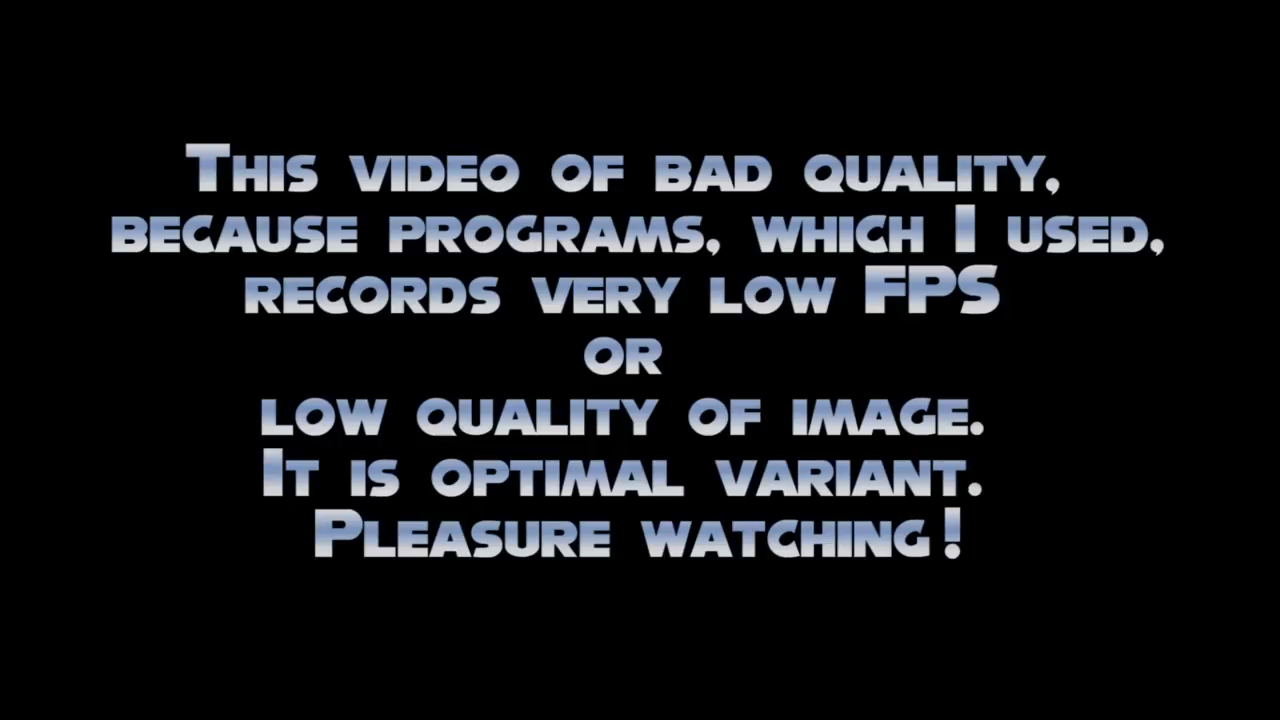 This video of bad quality,
because programs, which I used,
records very low FPS
or
low quality of image.
It is optimal variant.
Pleasure watching!